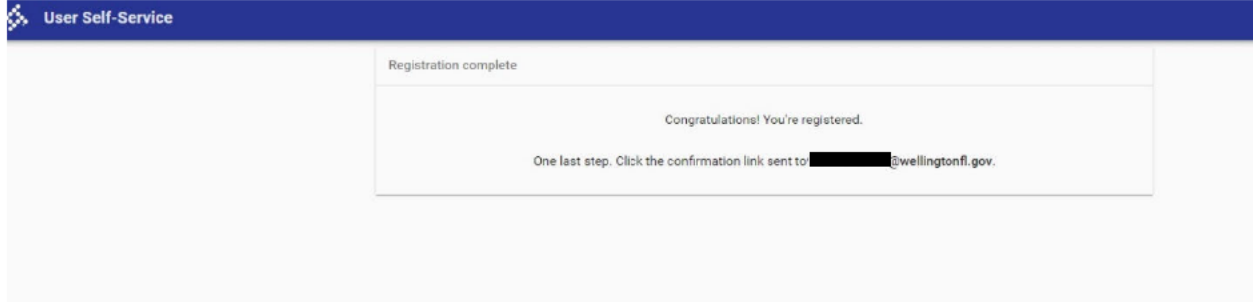 User Self-Service
Registration complete
Congratulations! You're registered.
One last step. Click the confirmation link sent to @wellingtonfl.gov.